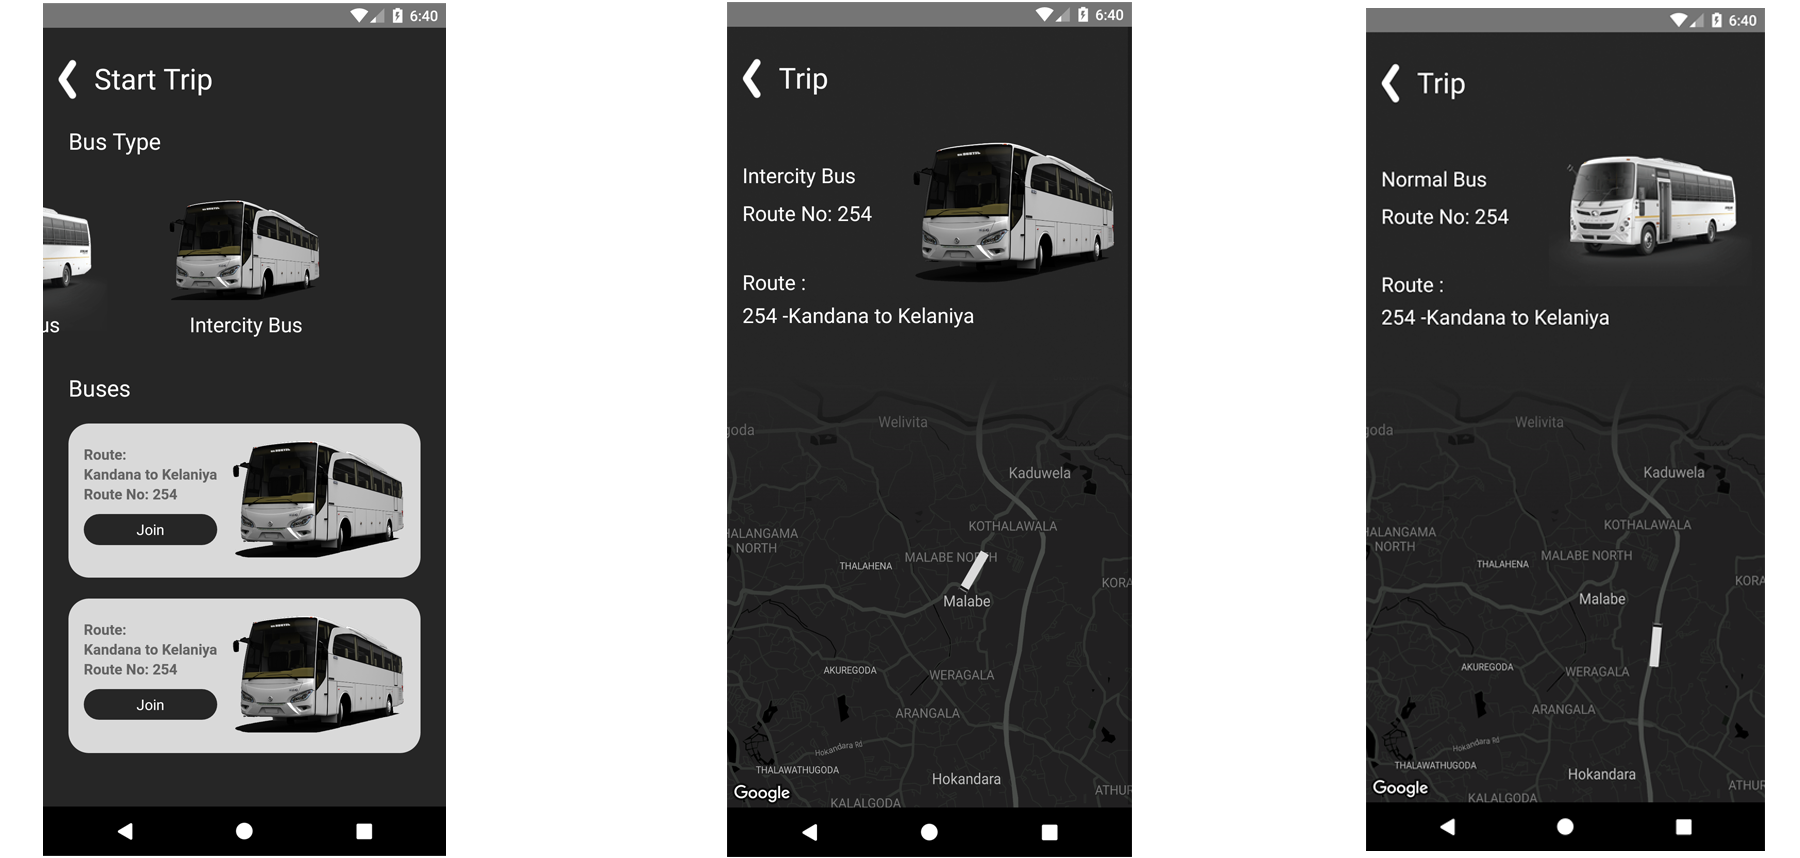 6:40
Start Trip
Bus Type
us
Intercity Bus
Buses
Route:
Kandana to Kelaniya
Route No: 254
Join
Route:
Kandana to Kelaniya
Route No: 254
Join
6:40
Trip
Intercity Bus
Route No: 254
Route :
254 -Kandana to Kelaniya
Welivita
goda
Kaduwela
KOTHALAWALA
HALANGAMA
NORTH
MALABE NORTH
THALAHENA
KORA
Malabe
AKUREGODA
WERAGALA
ARANGALA
Hokandara Rd
THALAWATHUGODA
Hokandara
Google
KALALGODA
ATHUR
6:40
Trip
Normal Bus
Route No: 254
Route :
254 -Kandana to Kelaniya
Welivita
goda
Kaduwela
KOTHALAWALA
HALANGAMA
NORTH
MALABE NORTH
THALAHENA
KORA
Malabe
AKUREGODA
WERAGALA
ARANGALA
Hokandara Rd
THALAWATHUGODA
Hokandara
Google
KALALGODA
ATHUR